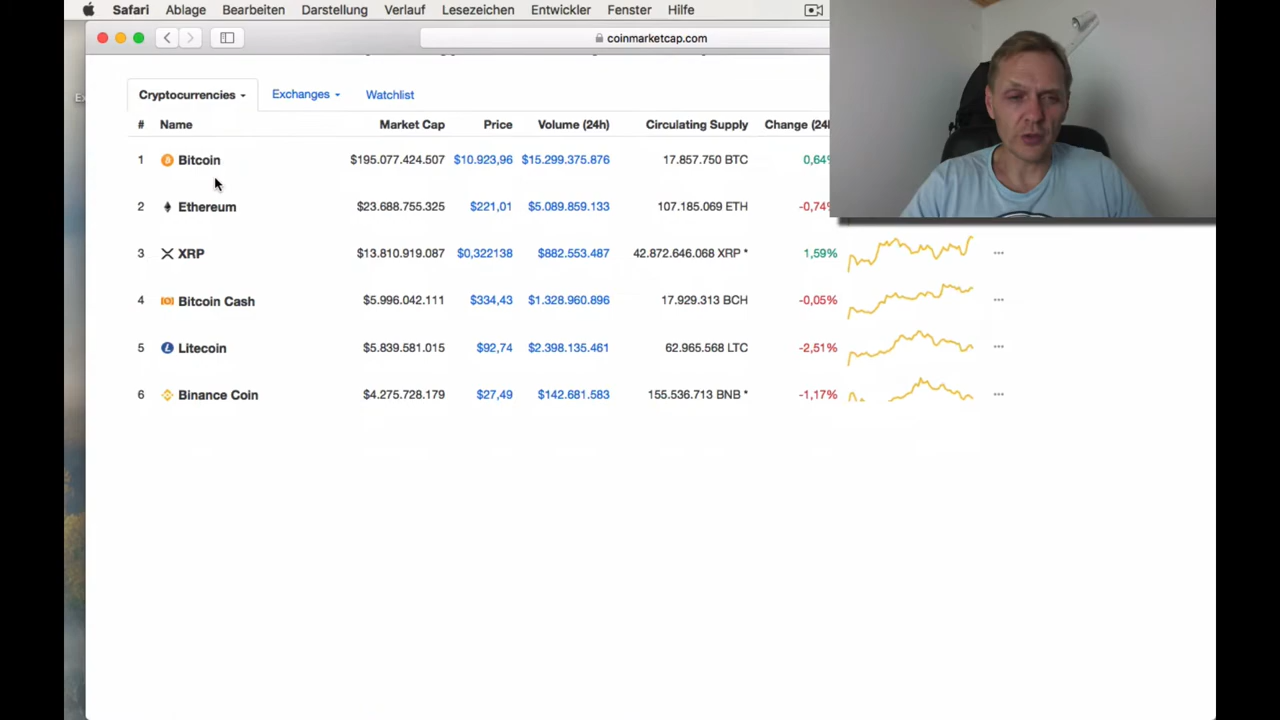 Safari Ablage Bearbeiten Darstellung Verlauf Lesezeichen Entwickler Fenster Hilfe
coinmarketcap.com
Cryptocurrencies Exchanges Watchlist
# Name Market Cap Price Volume (24h) Circulating Supply Change (24h
1 Bitcoin $195.077.424.507 $10.923,96 $15.299.375.876 17.857.750 BTC 0,64%
2 Ethereum $23.688.755.325 $221,01 $5.089.859.133 107.185.069 ETH -0,74%
3 XRP $13.810.919.087 $0,322138 $882.553.487 42.872.646.068 XRP * 1,59%
4 Bitcoin Cash $5.996.042.111 $334,43 $1.328.960.896 17.929.313 BCH -0,05%
5 Litecoin $5.839.581.015 $92,74 $2.398.135.461 62.965.568 LTC -2,51%
6 Binance Coin $4.275.728.179 $27,49 $142.681.583 155.536.713 BNB * -1,17%